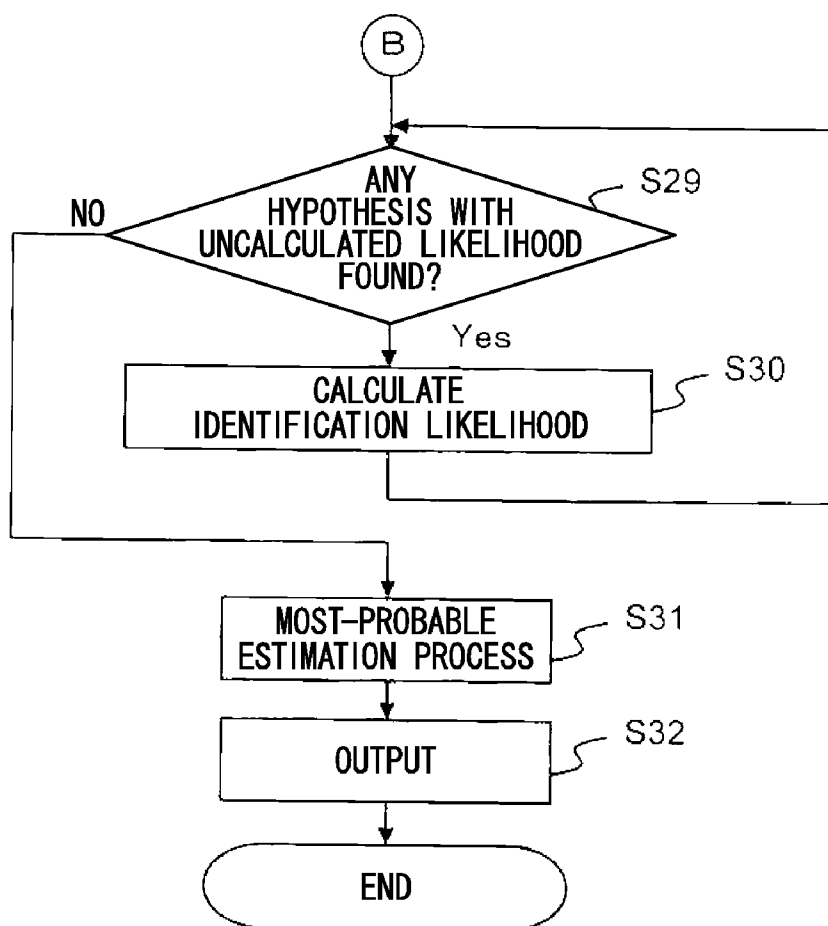 B
ANY
HYPOTHESIS WITH
UNCALCULATED LIKELIHOOD
FOUND?
S29
NO
Yes
CALCULATE
IDENTIFICATION LIKELIHOOD
S30
MOST-PROBABLE
ESTIMATION PROCESS
S31
OUTPUT
S32
END